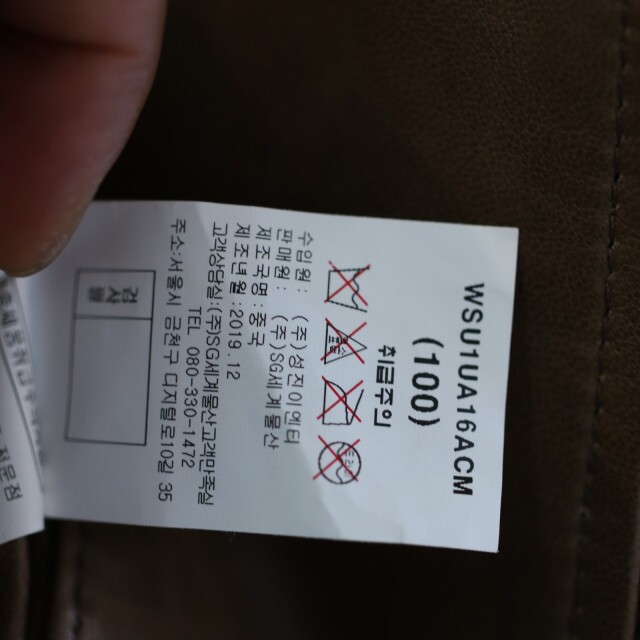 WSU1UA16ACM
(100)
취급주의
수입원 : (주)성진이앤티
판매원 : (주)SG세계물산
제조국명 : 중국
제조년월 : 2019.12
고객상담실 (주)SG세계물산고객만족실
TEL 080-330-1472
주소:서울시 금천구 디지털로10길 35
검사필
전문점